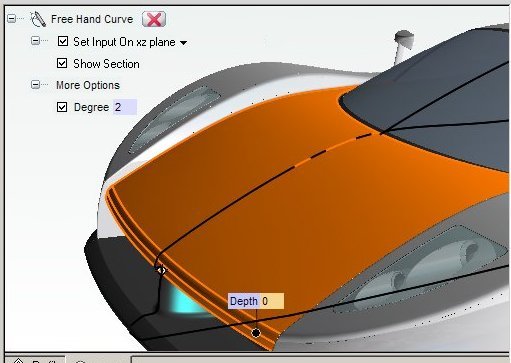 Free Hand Curve
Set Input On xz plane
Show Section
More Options
Degree 2
Depth 0